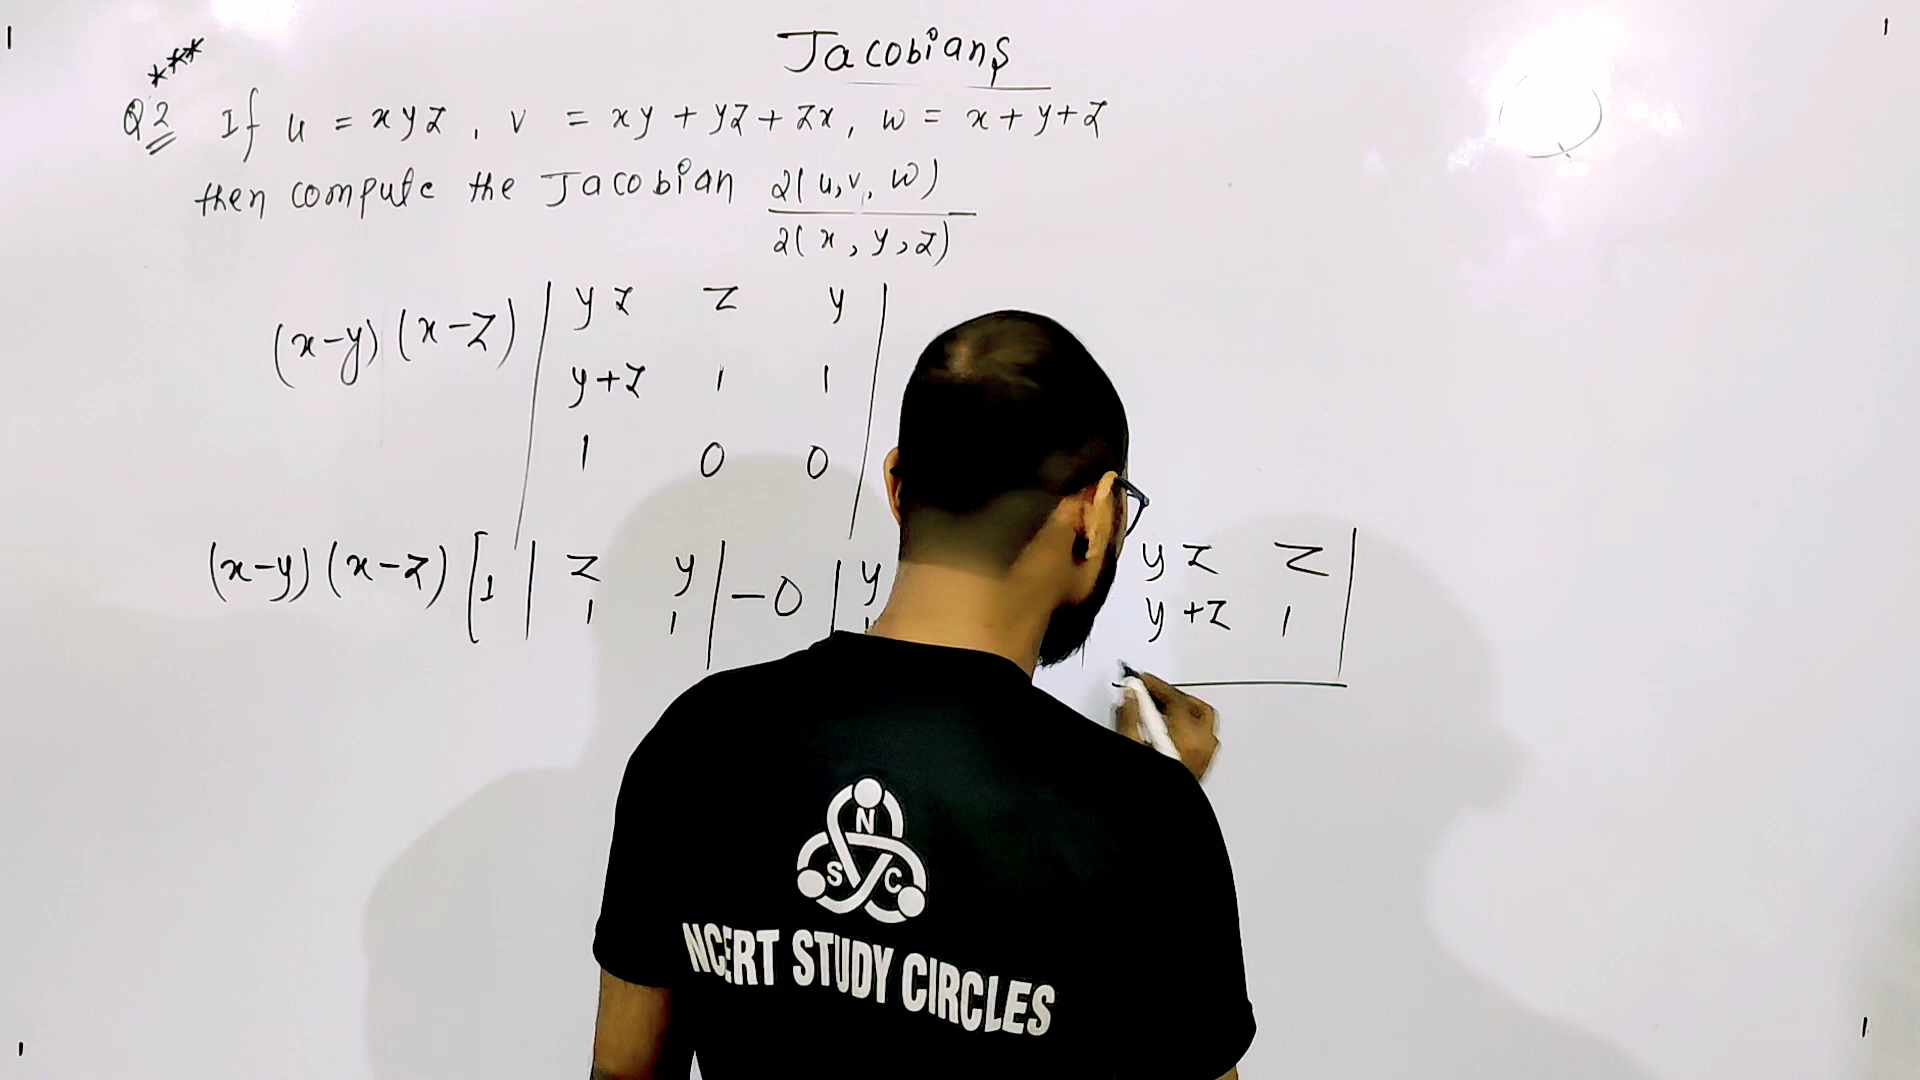 Jacobians
***
Q2 If u = xyz, v = xy + yz + zx, w = x + y + z
then compute the Jacobian ∂(u,v,w)
∂(x,y,z)
(x-y)(x-z) | yz z y |
y+z 1 1
1 0 0
(x-y)(x-z) [1 | z y | -0 | y yz z |
1 1 y+z 1
N
S C
NCERT STUDY CIRCLES